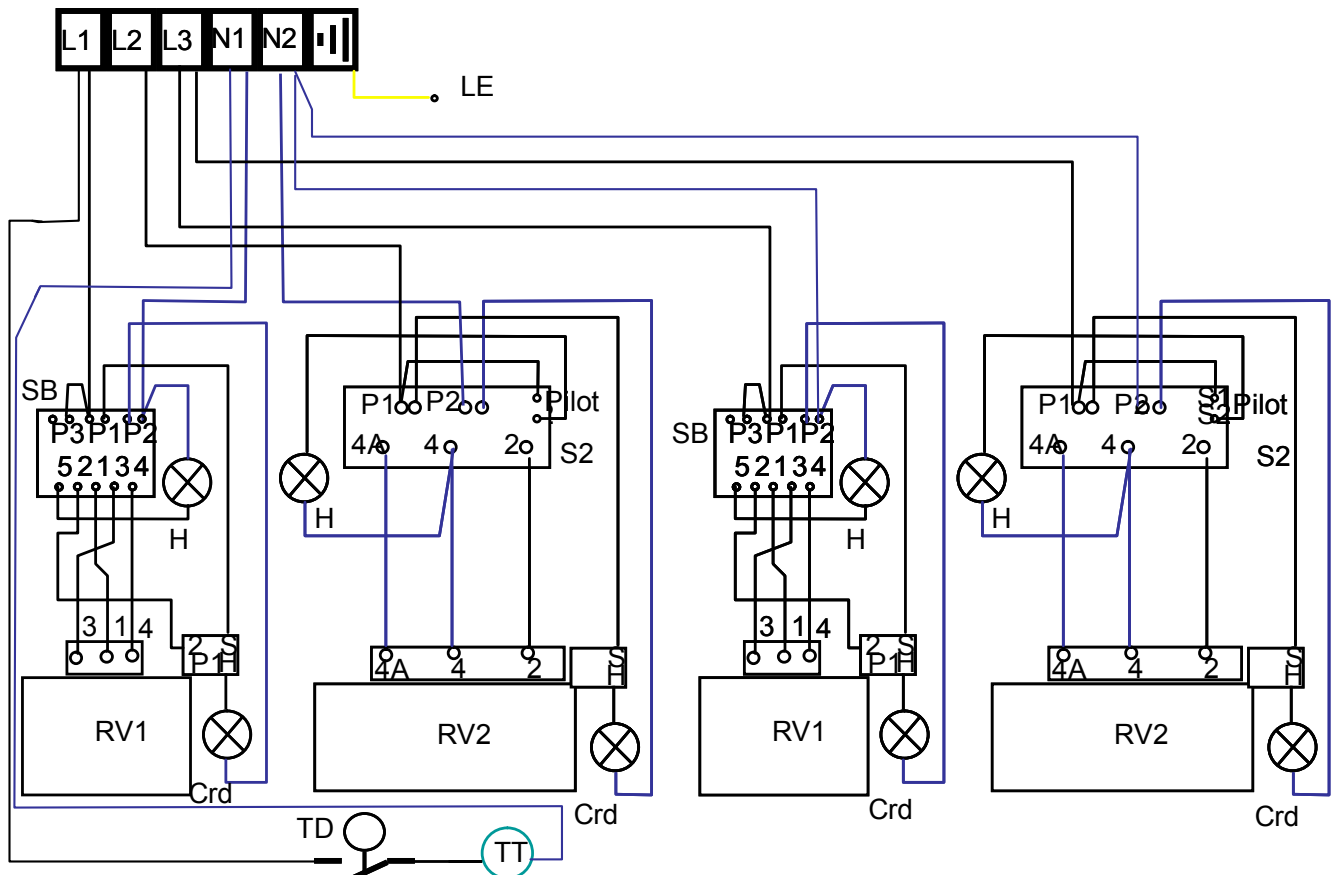 L1 L2 L3 N1 N2
LE
SB
P3 P1 P2
5 2 1 3 4
H
3 1 4
2 S
P1 H
RV1
Crd
P1 P2 Pilot
4A 4 2
S2
H
4A 4 2
S
H
RV2
Crd
SB
P3 P1 P2
5 2 1 3 4
H
3 1 4
2 S
P1 H
RV1
Crd
P1 P2 S1 Pilot
S2
4A 4 2
S2
H
4A 4 2
S
H
RV2
Crd
TD
TT